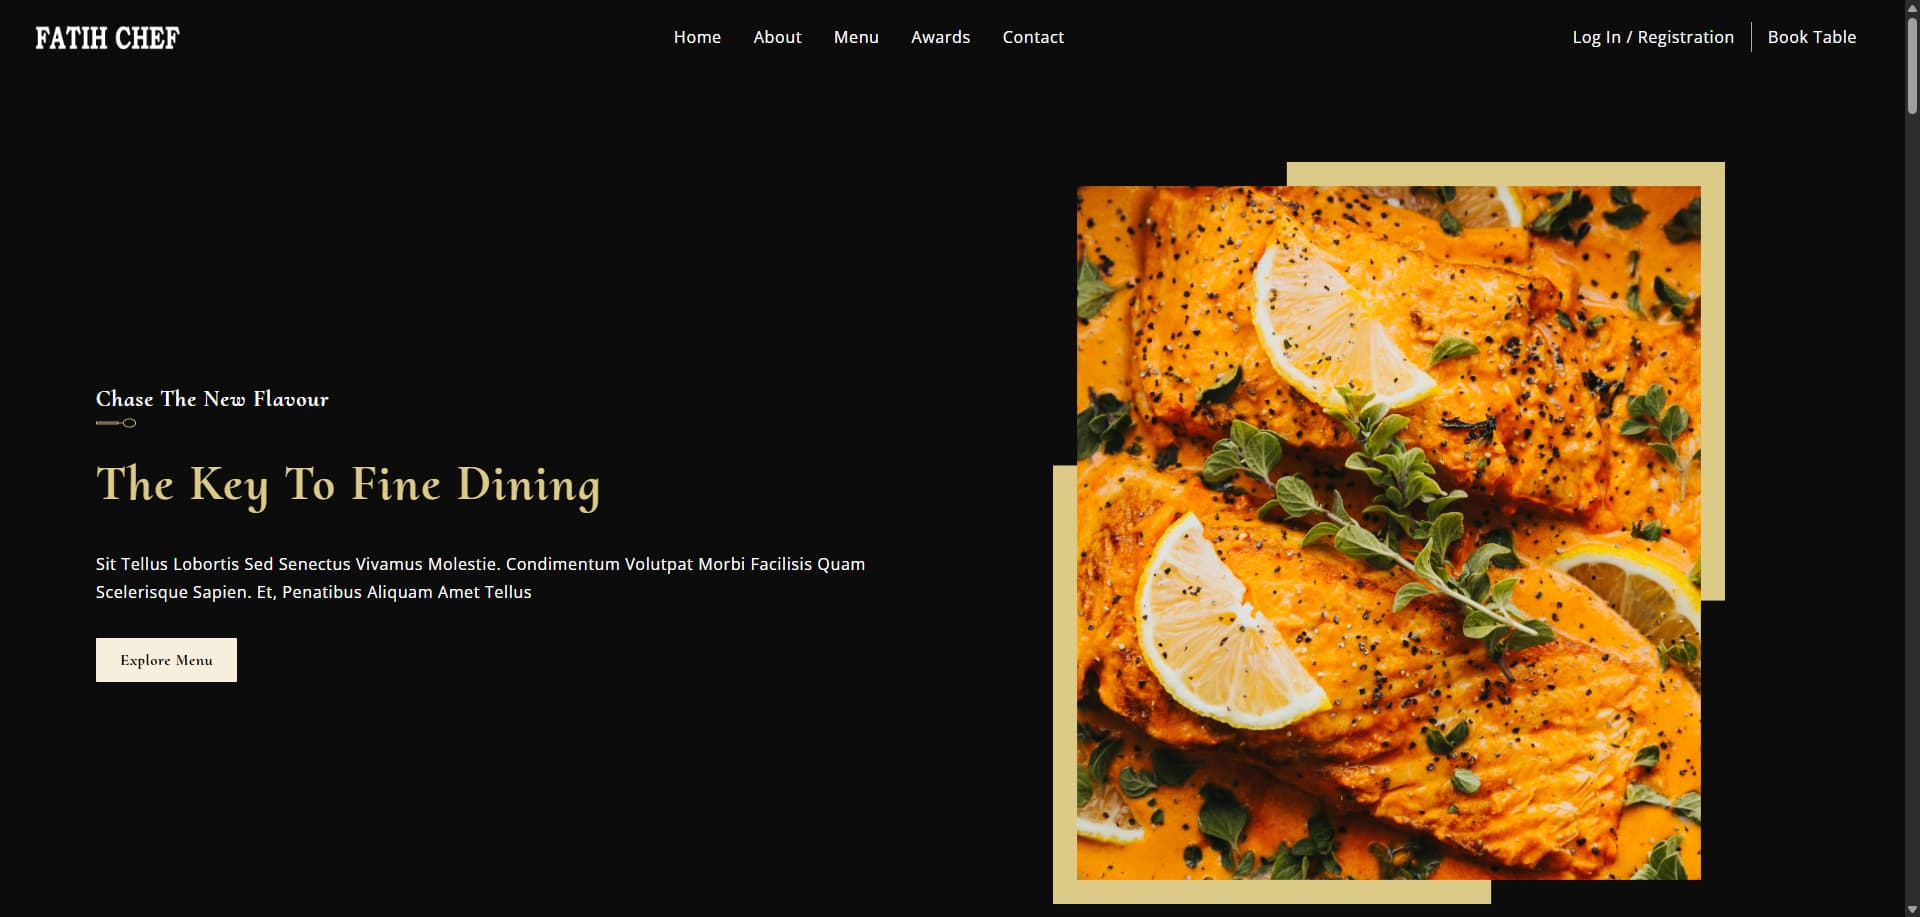 FATIH CHEF
Home About Menu Awards Contact
Log In / Registration Book Table
Chase The New Flavour
The Key To Fine Dining
Sit Tellus Lobortis Sed Senectus Vivamus Molestie. Condimentum Volutpat Morbi Facilisis Quam
Scelerisque Sapien. Et, Penatibus Aliquam Amet Tellus
Explore Menu